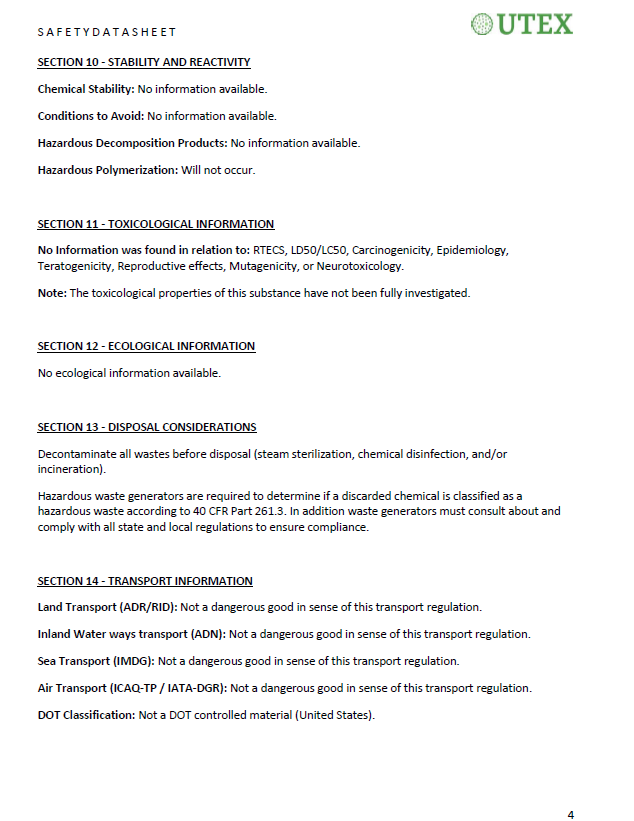 SAFETYDATASHEET
UTEX
SECTION 10 - STABILITY AND REACTIVITY
Chemical Stability: No information available.
Conditions to Avoid: No information available.
Hazardous Decomposition Products: No information available.
Hazardous Polymerization: Will not occur.
SECTION 11 - TOXICOLOGICAL INFORMATION
No Information was found in relation to: RTECS, LD50/LC50, Carcinogenicity, Epidemiology,
Teratogenicity, Reproductive effects, Mutagenicity, or Neurotoxicology.
Note: The toxicological properties of this substance have not been fully investigated.
SECTION 12 - ECOLOGICAL INFORMATION
No ecological information available.
SECTION 13 - DISPOSAL CONSIDERATIONS
Decontaminate all wastes before disposal (steam sterilization, chemical disinfection, and/or
incineration).
Hazardous waste generators are required to determine if a discarded chemical is classified as a
hazardous waste according to 40 CFR Part 261.3. In addition waste generators must consult about and
comply with all state and local regulations to ensure compliance.
SECTION 14 - TRANSPORT INFORMATION
Land Transport (ADR/RID): Not a dangerous good in sense of this transport regulation.
Inland Water ways transport (ADN): Not a dangerous good in sense of this transport regulation.
Sea Transport (IMDG): Not a dangerous good in sense of this transport regulation.
Air Transport (ICAQ-TP / IATA-DGR): Not a dangerous good in sense of this transport regulation.
DOT Classification: Not a DOT controlled material (United States).
4